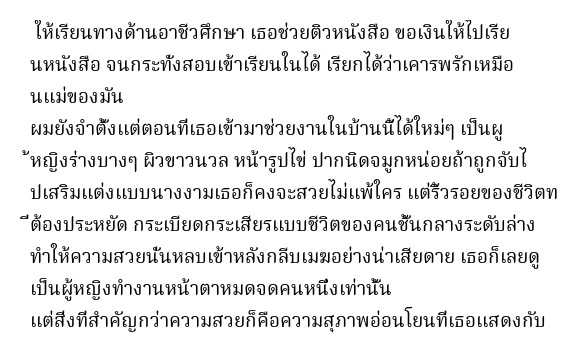 ให้เรียนทางด้านอาชีวศึกษา เธอช่วยติวหนังสือ ขอเงินให้ไปเรีย
นหนังสือ จนกระทั่งสอบเข้าเรียนในได้ เรียกได้ว่าเคารพรักเหมือ
นแม่ของมัน
ผมยังจำตั้งแต่ตอนที่เธอเข้ามาช่วยงานในบ้านนี้ได้ใหม่ๆ เป็นผู
้หญิงร่างบางๆ ผิวขาวนวล หน้ารูปไข่ ปากนิดจมูกหน่อยถ้าถูกจับไ
ปเสริมแต่งแบบนางงามเธอก็คงจะสวยไม่แพ้ใคร แต่ริ้วรอยของชีวิตท
ี่ต้องประหยัด กระเบียดกระเสียรแบบชีวิตของคนชั้นกลางระดับล่าง
ทำให้ความสวยนั้นหลบเข้าหลังกลีบเมฆอย่างน่าเสียดาย เธอก็เลยดู
เป็นผู้หญิงทำงานหน้าตาหมดจดคนหนึ่งเท่านั้น
แต่สิ่งที่สำคัญกว่าความสวยก็คือความสุภาพอ่อนโยนที่เธอแสดงกับ